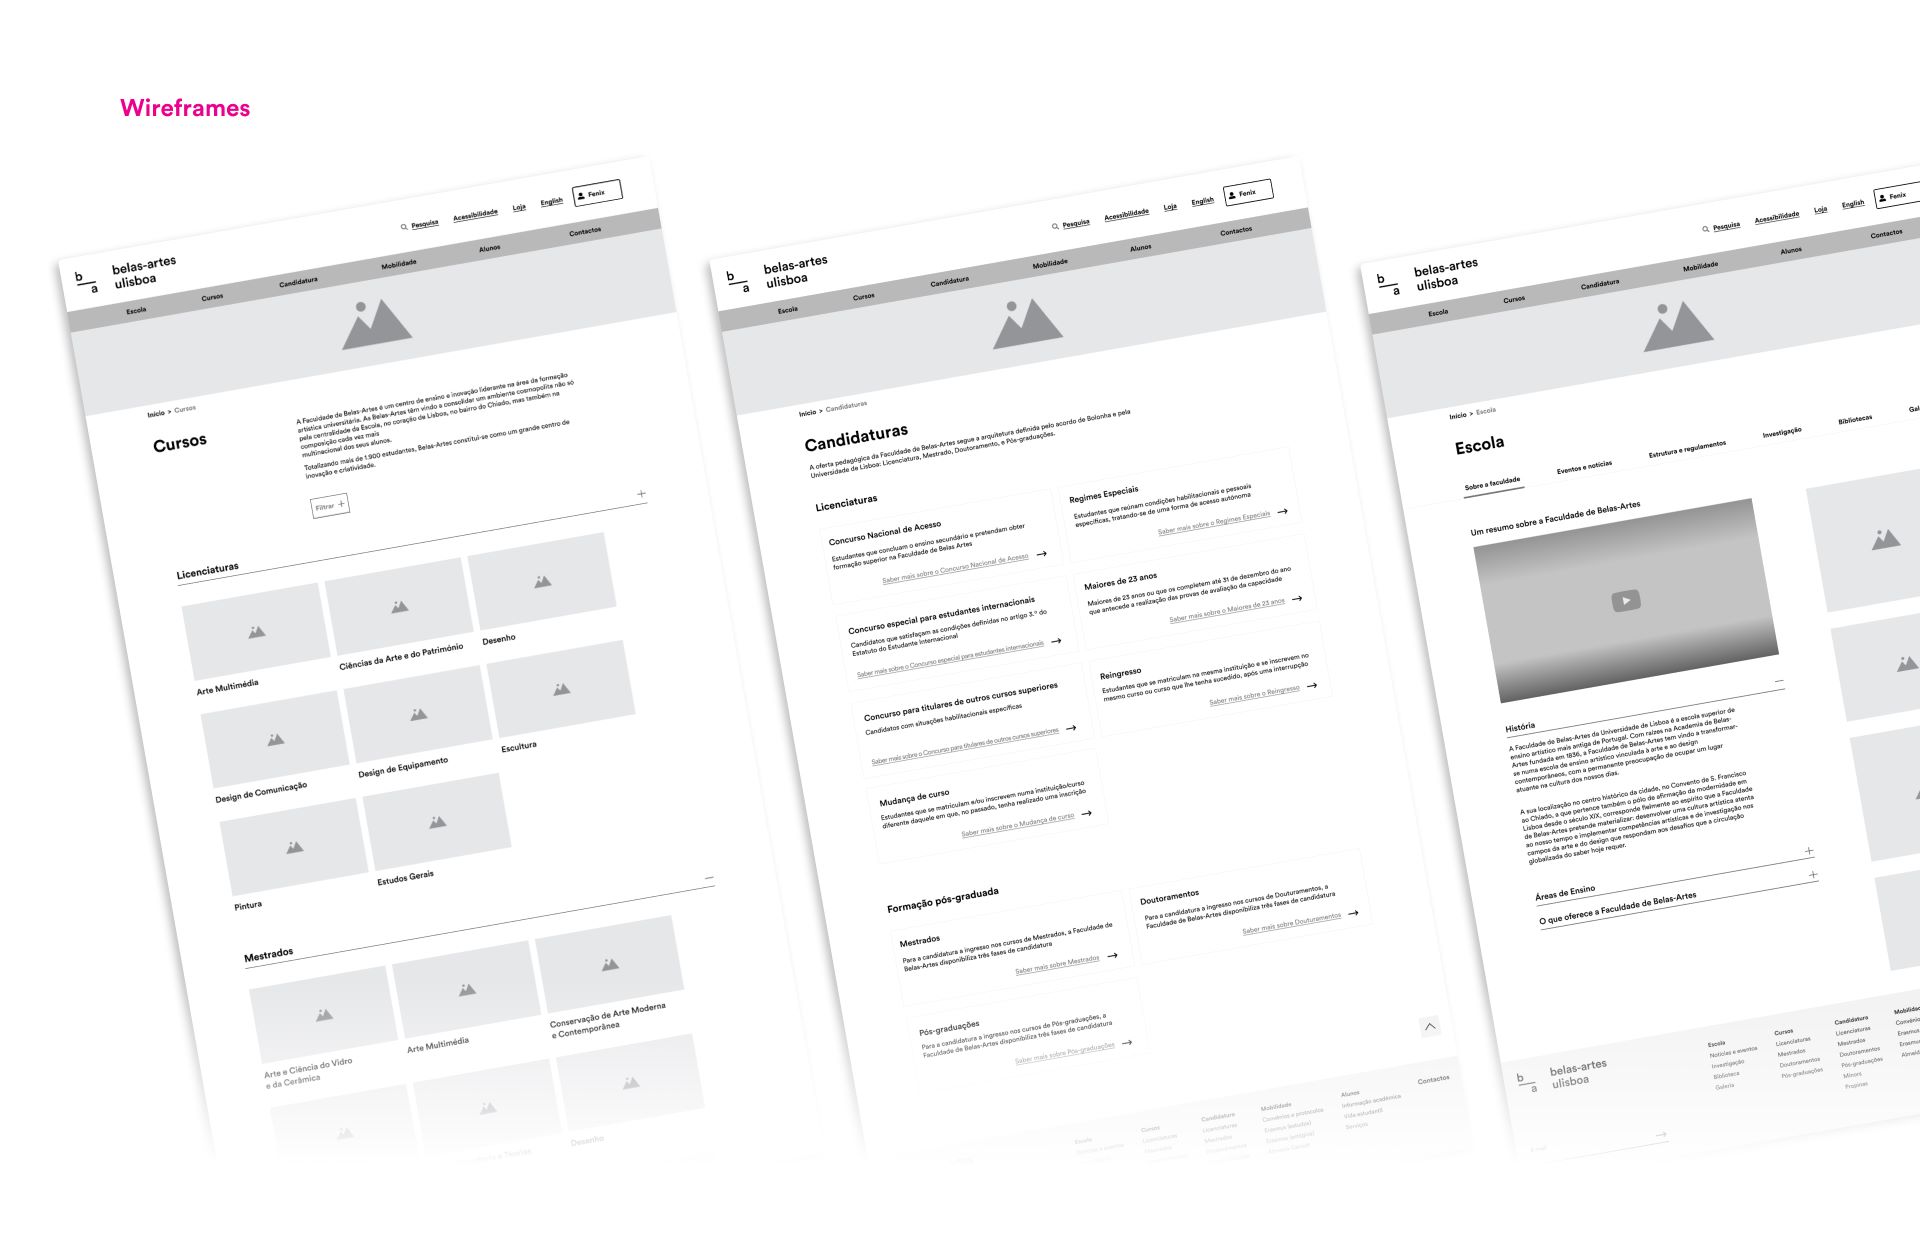 Wireframes
Pesquisa
Acessibilidade
Loja
English
Fenix
b
a
belas-artes
ulisboa
Escola
Cursos
Candidatura
Mobilidade
Alunos
Contactos
Início > Cursos
Cursos
A Faculdade de Belas-Artes é um centro de ensino e inovação liderante na área da formação
artística universitária. As Belas-Artes têm vindo a consolidar um ambiente cosmopolita não só
pela centralidade da Escola, no coração de Lisboa, no bairro do Chiado, mas também na
composição cada vez mais
multinacional dos seus alunos.
Totalizando mais de 1.900 estudantes, Belas-Artes constitui-se como um grande centro de
inovação e criatividade.
Filtrar +
Licenciaturas
+
Arte Multimédia
Ciências da Arte e do Património
Desenho
Design de Comunicação
Design de Equipamento
Escultura
Pintura
Estudos Gerais
Mestrados
Arte e Ciência do Vidro
e da Cerâmica
Arte Multimédia
Conservação de Arte Moderna
e Contemporânea
Desenho
Pesquisa
Acessibilidade
Loja
English
Fenix
b
a
belas-artes
ulisboa
Escola
Cursos
Candidatura
Mobilidade
Alunos
Contactos
Início > Candidaturas
Candidaturas
A oferta pedagógica da Faculdade de Belas-Artes segue a arquitetura definida pelo acordo de Bolonha e pela
Universidade de Lisboa: Licenciatura, Mestrado, Doutoramento, e Pós-graduações.
Licenciaturas
Concurso Nacional de Acesso
Estudantes que concluam o ensino secundário e pretendam obter
formação superior na Faculdade de Belas Artes
Saber mais sobre o Concurso Nacional de Acesso →
Regimes Especiais
Estudantes que reúnam condições habilitacionais e pessoais
específicas, tratando-se de uma forma de acesso autónoma
Saber mais sobre o Regimes Especiais →
Concurso especial para estudantes internacionais
Candidatos que satisfaçam as condições definidas no artigo 3.º do
Estatuto do Estudante Internacional
Saber mais sobre o Concurso especial para estudantes internacionais →
Maiores de 23 anos
Maiores de 23 anos ou que os completem até 31 de dezembro do ano
que antecede a realização das provas de avaliação da capacidade
Saber mais sobre o Maiores de 23 anos →
Concurso para titulares de outros cursos superiores
Candidatos com situações habilitacionais específicas
Saber mais sobre o Concurso para titulares de outros cursos superiores →
Reingresso
Estudantes que se matriculam na mesma instituição e se inscrevem no
mesmo curso ou curso que lhe tenha sucedido, após uma interrupção
Saber mais sobre o Reingresso →
Mudança de curso
Estudantes que se matriculam e/ou inscrevem numa instituição/curso
diferente daquele em que, no passado, tenha realizado uma inscrição
Saber mais sobre o Mudança de curso →
Formação pós-graduada
Mestrados
Para a candidatura a ingresso nos cursos de Mestrados, a Faculdade de
Belas-Artes disponibiliza três fases de candidatura
Saber mais sobre Mestrados →
Doutoramentos
Para a candidatura a ingresso nos cursos de Douturamentos, a
Faculdade de Belas-Artes disponibiliza três fases de candidatura
Saber mais sobre Douturamentos →
Pós-graduações
Para a candidatura a ingresso nos cursos de Pós-graduações, a
Faculdade de Belas-Artes disponibiliza três fases de candidatura
Saber mais sobre Pós-graduações →
Escola
Cursos
Licenciaturas
Mestrados
Candidatura
Licenciaturas
Mestrados
Mobilidade
Convénios e protocolos
Erasmus (estudos)
Erasmus (estágios)
Alunos
Informação académica
Vida estudantil
Serviços
Contactos
Pesquisa
Acessibilidade
Loja
English
Fenix
b
a
belas-artes
ulisboa
Escola
Cursos
Candidatura
Mobilidade
Alunos
Contactos
Início > Escola
Escola
Sobre a faculdade
Eventos e notícias
Estrutura e regulamentos
Investigação
Bibliotecas
Gal
Um resumo sobre a Faculdade de Belas-Artes
História
A Faculdade de Belas-Artes da Universidade de Lisboa é a escola superior de
ensino artístico mais antiga de Portugal. Com raízes na Academia de Belas-
Artes fundada em 1836, a Faculdade de Belas-Artes tem vindo a transformar-
se numa escola de ensino artístico vinculada à arte e ao design
contemporâneos, com a permanente preocupação de ocupar um lugar
atuante na cultura dos nossos dias.
A sua localização no centro histórico da cidade, no Convento de S. Francisco
ao Chiado, a que pertence também o pólo de afirmação da modernidade em
Lisboa desde o século XIX, corresponde fielmente ao espírito que a Faculdade
de Belas-Artes pretende materializar: desenvolver uma cultura artística atenta
ao nosso tempo e implementar competências artísticas e de investigação nos
campos da arte e do design que respondam aos desafios que a circulação
globalizada do saber hoje requer.
Áreas de Ensino
+
O que oferece a Faculdade de Belas-Artes
+
b
a
belas-artes
ulisboa
Escola
Notícias e eventos
Investigação
Biblioteca
Galeria
Cursos
Licenciaturas
Mestrados
Doutoramentos
Pós-graduações
Candidatura
Licenciaturas
Mestrados
Doutoramentos
Pós-graduações
Minors
Propinas
Mobilidad
Convénio
Erasmus
Erasmu
Almeid